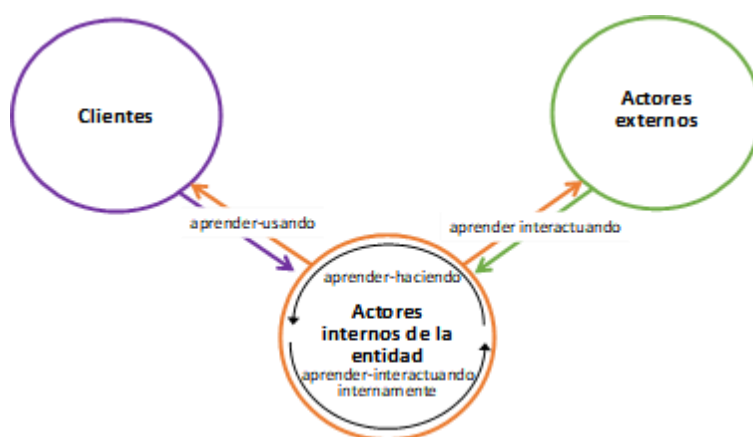 Clientes
Actores
externos
aprender-usando
aprender interactuando
aprender-haciendo
Actores
internos de la
entidad
aprender-interactuando
internamente